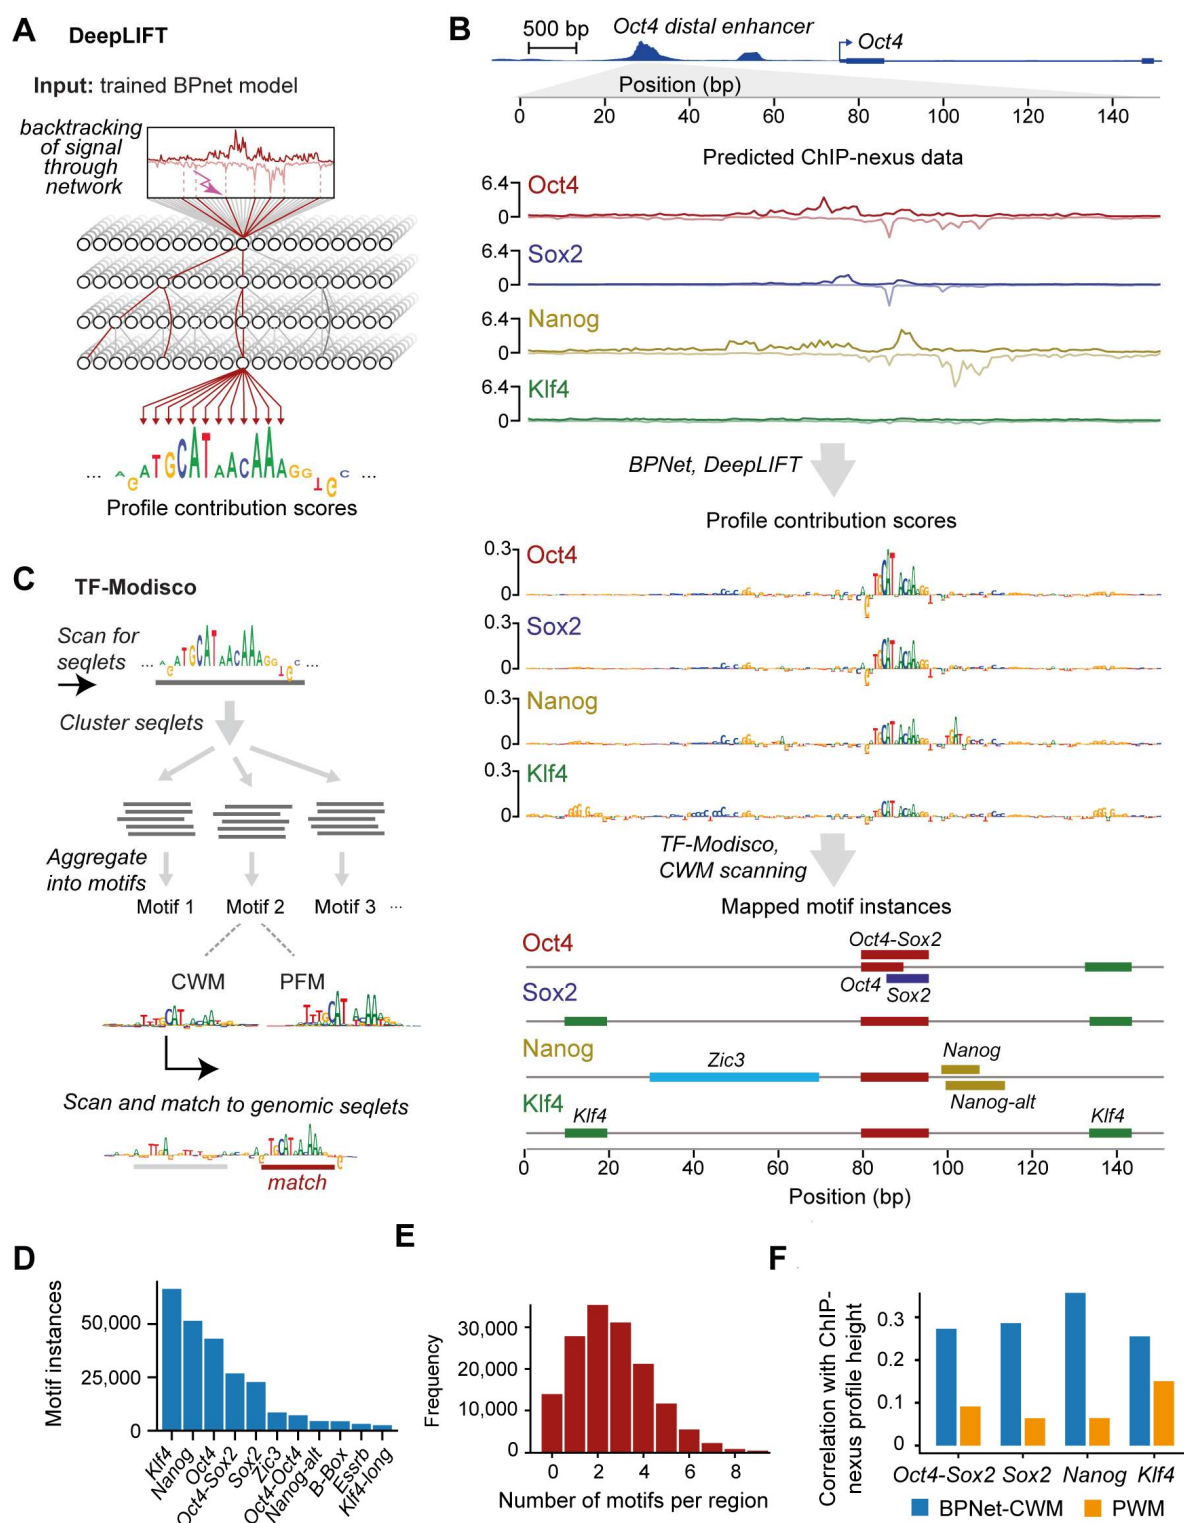 A DeepLIFT
Input: trained BPnet model
backtracking
of signal
through
network
... AGATGCATAACAAAGGTGC ...
Profile contribution scores
B
500 bp
Oct4 distal enhancer
Oct4
Position (bp)
0 20 40 60 80 100 120 140
Predicted ChIP-nexus data
6.4
Oct4
0
6.4
Sox2
0
6.4
Nanog
0
6.4
Klf4
0
BPNet, DeepLIFT
Profile contribution scores
0.3
Oct4
0
0.3
Sox2
0
0.3
Nanog
0
0.3
Klf4
0
TF-Modisco,
CWM scanning
Mapped motif instances
Oct4
Oct4-Sox2
Oct4
Sox2
Sox2
Nanog
Zic3
Nanog
Nanog-alt
Klf4
Klf4
Klf4
0 20 40 60 80 100 120 140
Position (bp)
C TF-Modisco
Scan for
seqlets
... AGATGCATAACAAAGGTGC ...
Cluster seqlets
Aggregate
into motifs
Motif 1 Motif 2 Motif 3 ...
CWM PFM
Scan and match to genomic seqlets
match
D
Motif instances
50,000
25,000
0
Klf4
Nanog
Oct4
Oct4-Sox2
Sox2
Zic3
Oct4-Oct4
Nanog-alt
B-Box
Essrb
Klf4-long
E
Frequency
30,000
20,000
10,000
0
0 2 4 6 8
Number of motifs per region
F
Correlation with ChIP-
nexus profile height
0.3
0.2
0.1
0
Oct4-Sox2 Sox2 Nanog Klf4
BPNet-CWM PWM